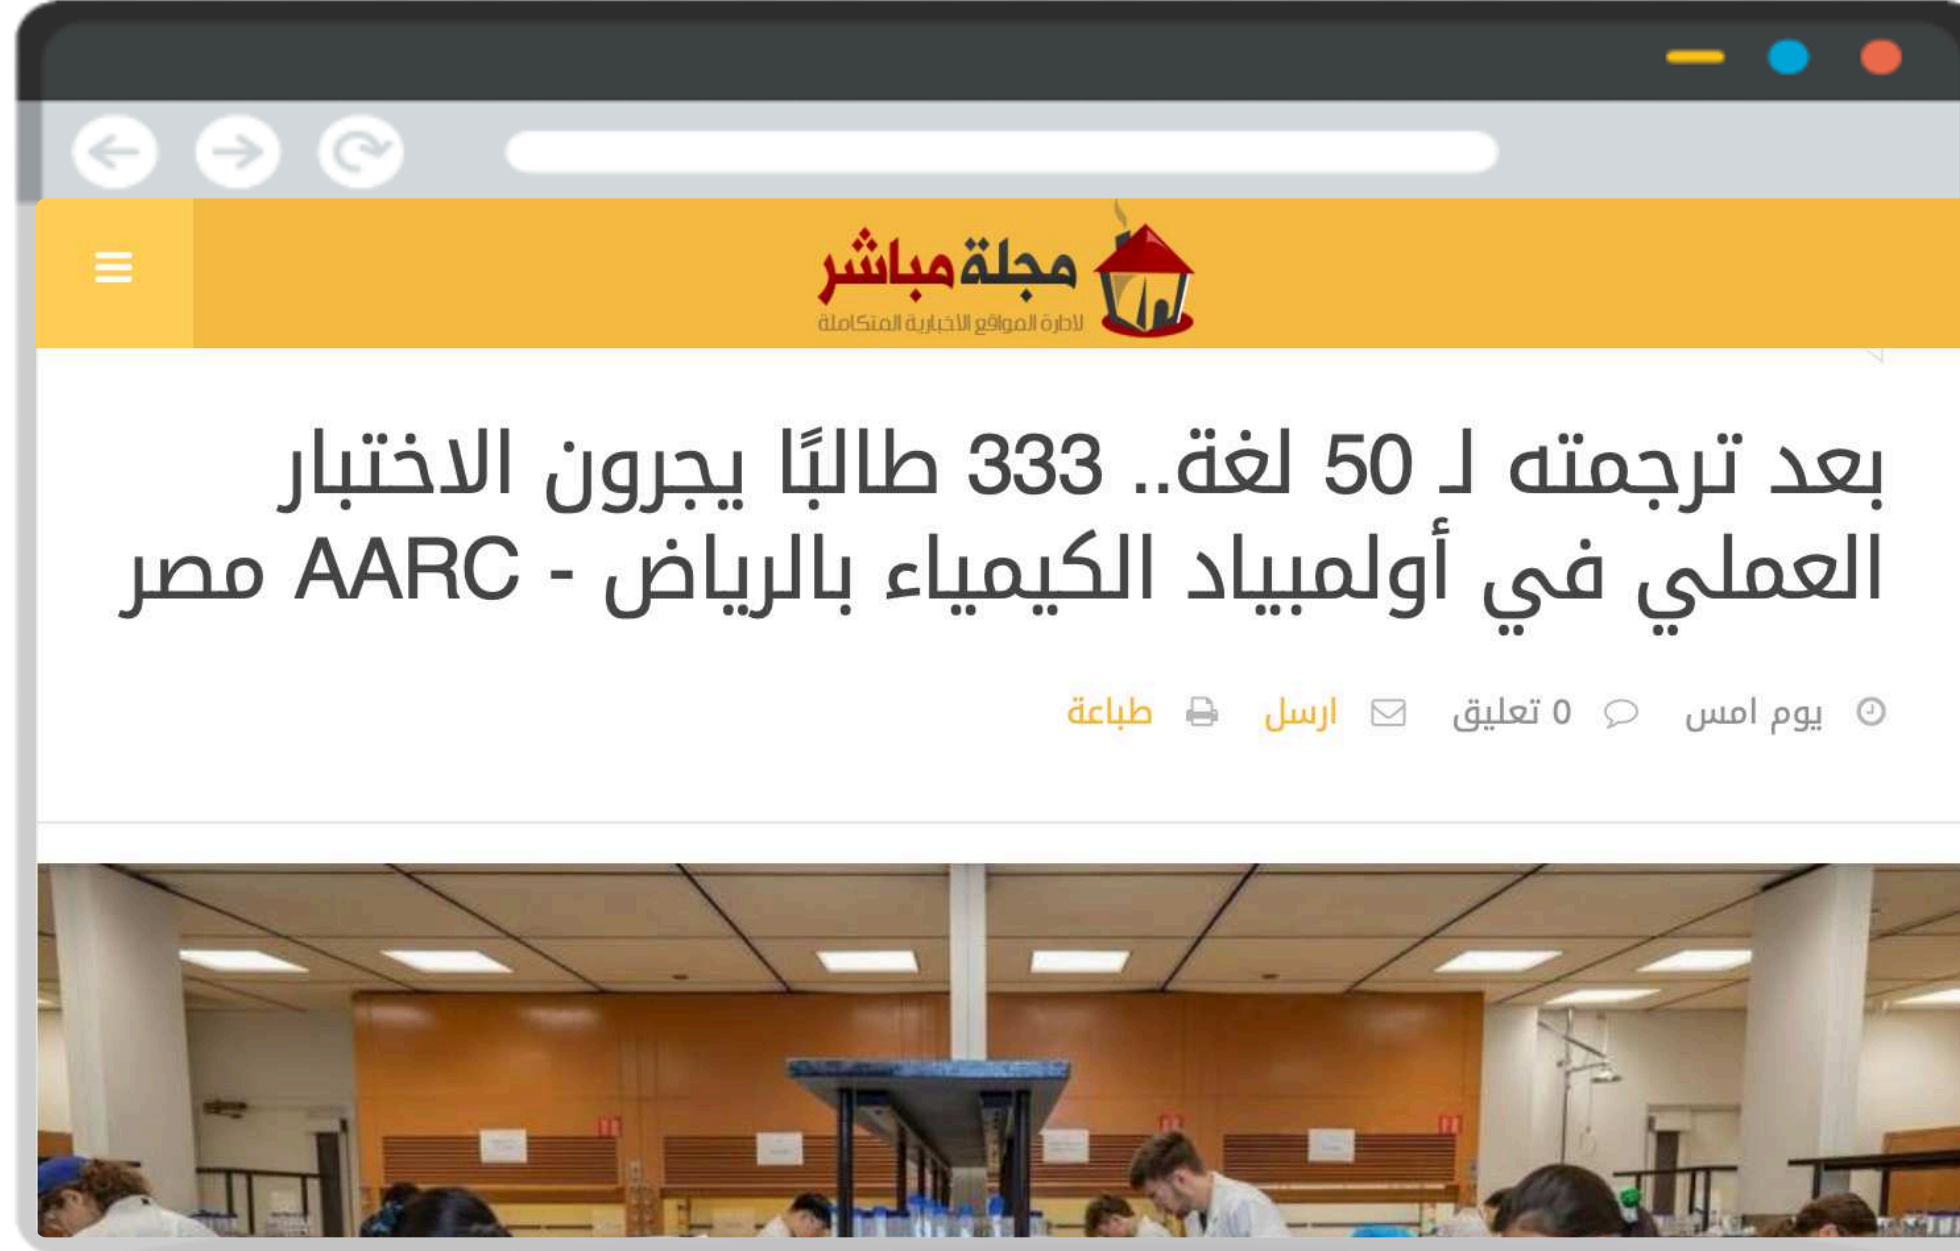 مجلة مباشر
لادارة المواقع الاخبارية المتكاملة
بعد ترجمته لـ 50 لغة.. 333 طالبًا يجرون الاختبار
العملي في أولمبياد الكيمياء بالرياض - AARC مصر
يوم امس 0 تعليق ارسل طباعة